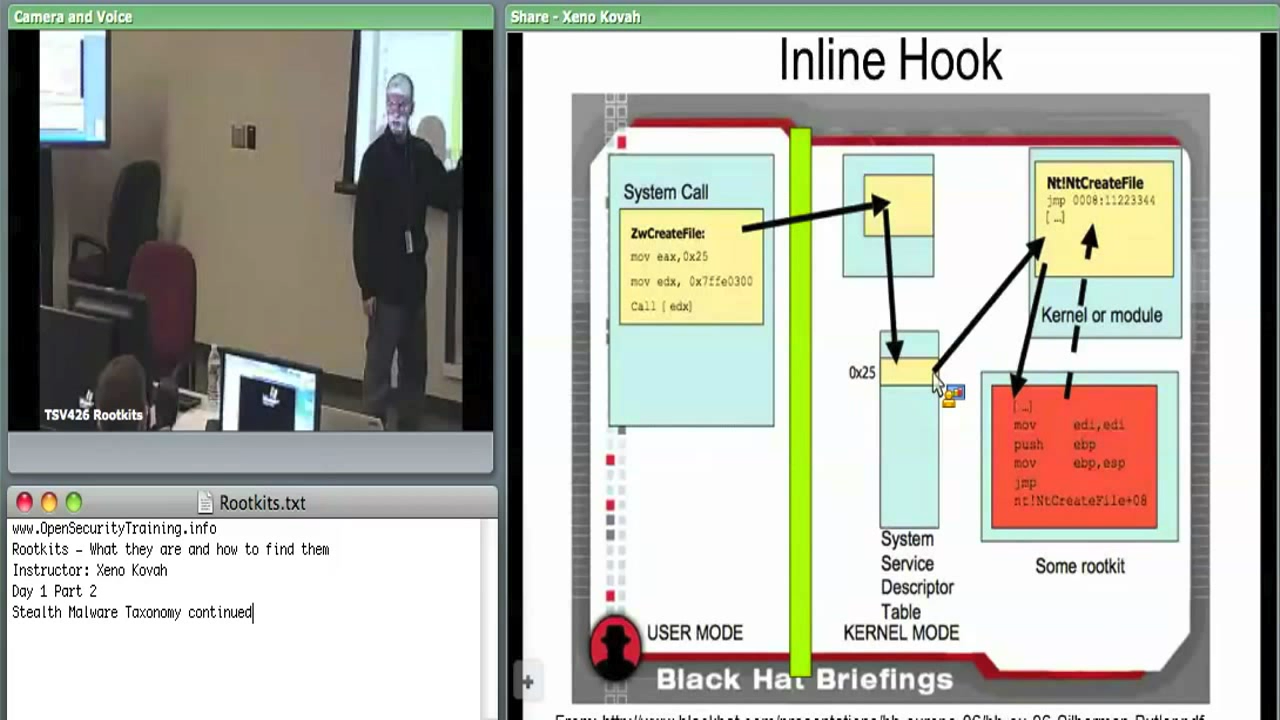 Camera and Voice
TSV426 Rootkits
Rootkits.txt
www.OpenSecurityTraining.info
Rootkits – What they are and how to find them
Instructor: Xeno Kovah
Day 1 Part 2
Stealth Malware Taxonomy continued
Share - Xeno Kovah
Inline Hook
System Call
ZwCreateFile:
mov eax,0x25
mov edx, 0x7ffe0300
Call [edx]
0x25
System
Service
Descriptor
Table
Nt!NtCreateFile
jmp 0008:11223344
[…]
Kernel or module
[…]
mov edi,edi
push ebp
mov ebp,esp
jmp
nt!NtCreateFile+08
Some rootkit
USER MODE
KERNEL MODE
Black Hat Briefings